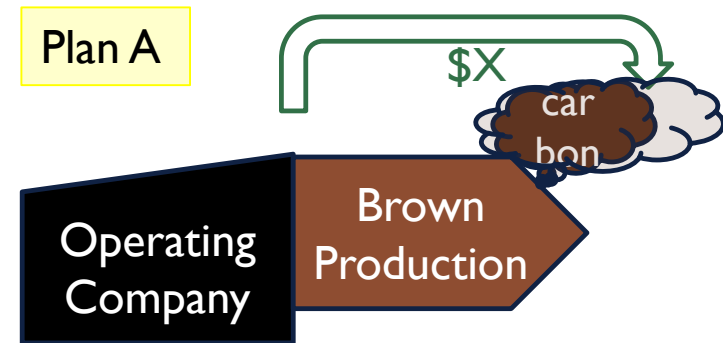 Plan A
$X
car
bon
Operating
Company
Brown
Production